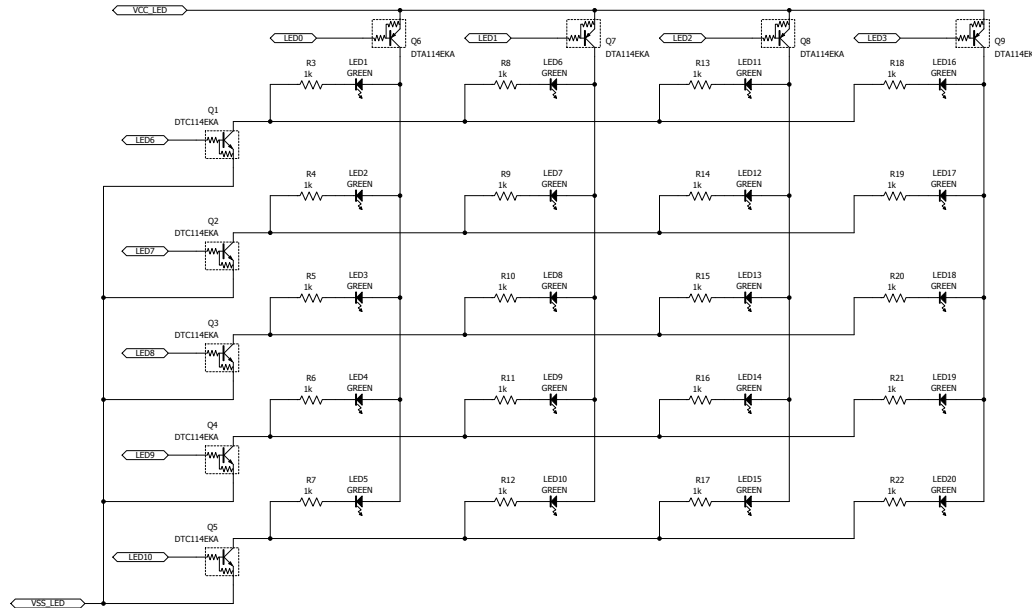 VCC_LED
LED0
Q6
DTA114EKA
LED1
Q7
DTA114EKA
LED2
Q8
DTA114EKA
LED3
Q9
DTA114EKA
R3
1k
LED1
GREEN
R8
1k
LED6
GREEN
R13
1k
LED11
GREEN
R18
1k
LED16
GREEN
Q1
DTC114EKA
LED6
R4
1k
LED2
GREEN
R9
1k
LED7
GREEN
R14
1k
LED12
GREEN
R19
1k
LED17
GREEN
Q2
DTC114EKA
LED7
R5
1k
LED3
GREEN
R10
1k
LED8
GREEN
R15
1k
LED13
GREEN
R20
1k
LED18
GREEN
Q3
DTC114EKA
LED8
R6
1k
LED4
GREEN
R11
1k
LED9
GREEN
R16
1k
LED14
GREEN
R21
1k
LED19
GREEN
Q4
DTC114EKA
LED9
R7
1k
LED5
GREEN
R12
1k
LED10
GREEN
R17
1k
LED15
GREEN
R22
1k
LED20
GREEN
Q5
DTC114EKA
LED10
VSS_LED